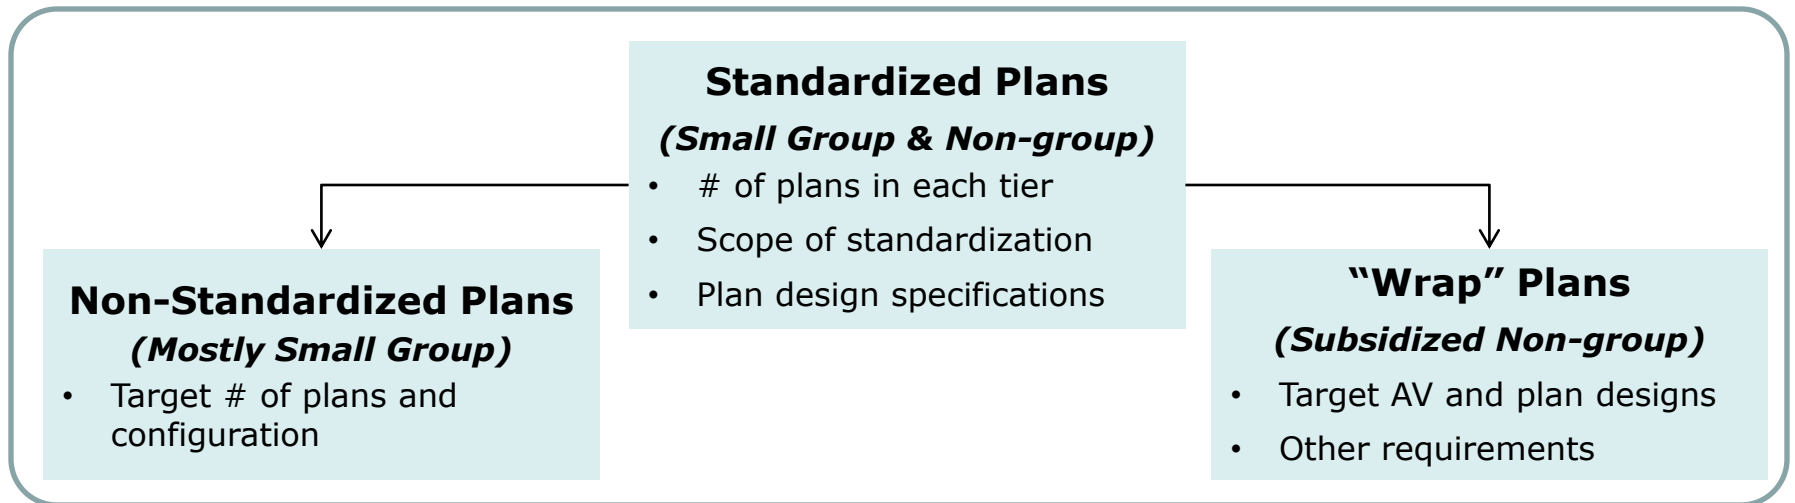 Standardized Plans
(Small Group & Non-group)
• # of plans in each tier
• Scope of standardization
• Plan design specifications
Non-Standardized Plans
(Mostly Small Group)
• Target # of plans and
configuration
“Wrap” Plans
(Subsidized Non-group)
• Target AV and plan designs
• Other requirements